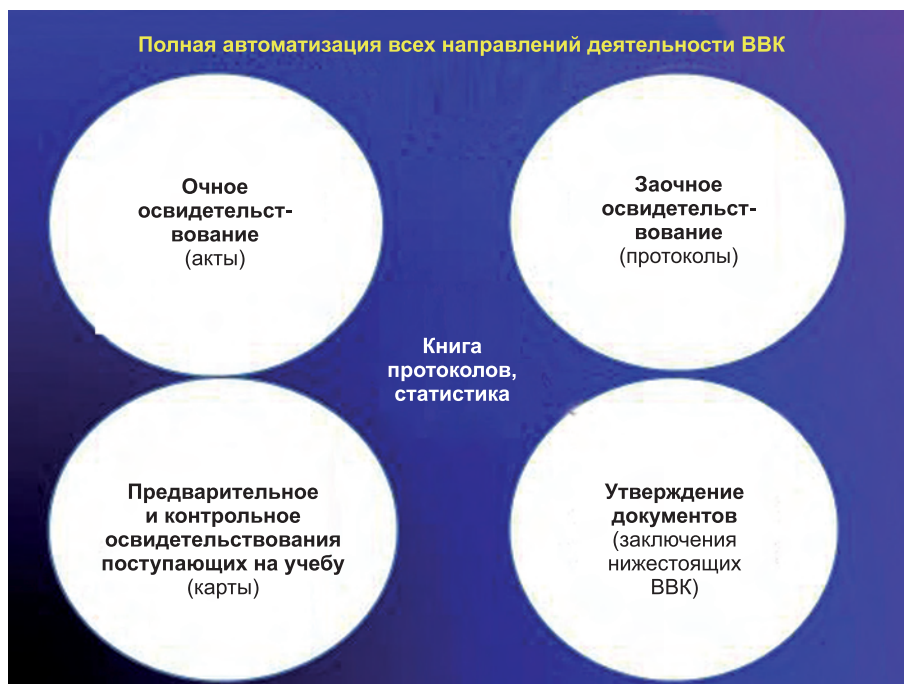 Полная автоматизация всех направлений деятельности ВВК
Очное
освидетельст-
вование
(акты)
Заочное
освидетельст-
вование
(протоколы)
Книга
протоколов,
статистика
Предварительное
и контрольное
освидетельствования
поступающих на учебу
(карты)
Утверждение
документов
(заключения
нижестоящих
ВВК)